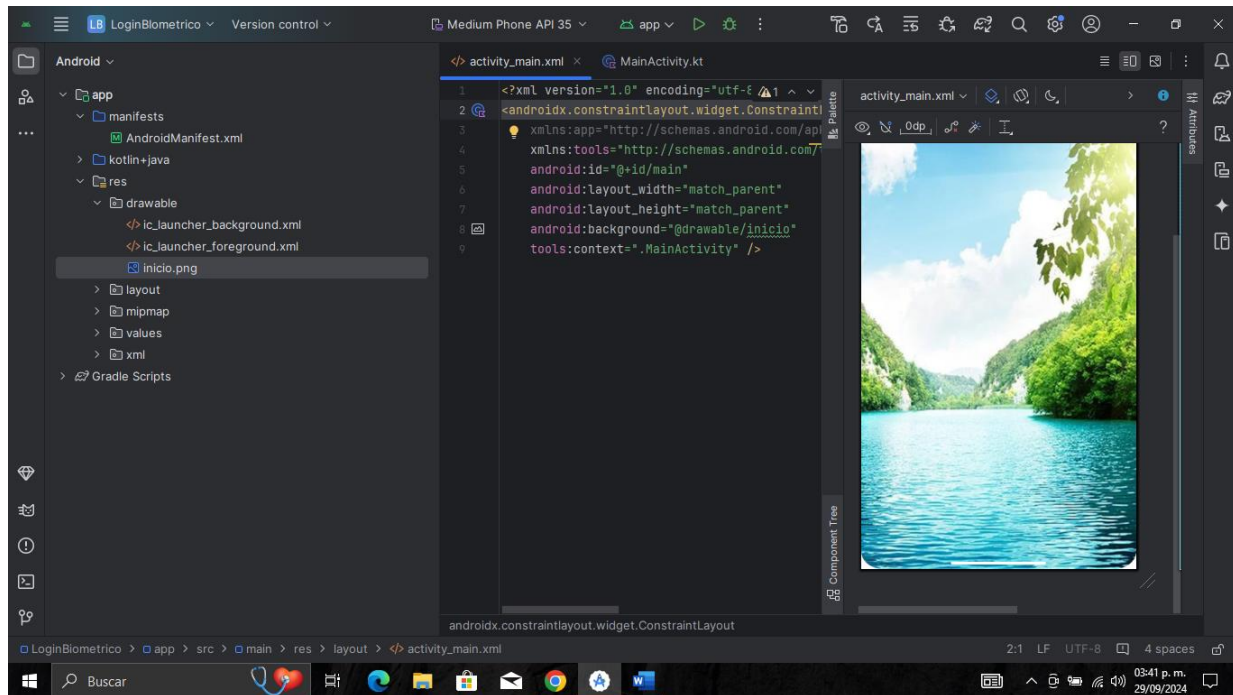 LB LoginBIometrico Version control Medium Phone API 35 app
Android
activity_main.xml MainActivity.kt
app
manifests
AndroidManifest.xml
kotlin+java
res
drawable
ic_launcher_background.xml
ic_launcher_foreground.xml
inicio.png
layout
mipmap
values
xml
Gradle Scripts
1 <?xml version="1.0" encoding="utf-8 1
2 <androidx.constraintlayout.widget.Constraintl
3 xmlns:app="http://schemas.android.com/ap
4 xmlns:tools="http://schemas.android.com/
5 android:id="@+id/main"
6 android:layout_width="match_parent"
7 android:layout_height="match_parent"
8 android:background="@drawable/inicio"
9 tools:context=".MainActivity" />
Palette
Component Tree
activity_main.xml
0dp
?
Attributes
androidx.constraintlayout.widget.ConstraintLayout
LoginBiometrico > app > src > main > res > layout > activity_main.xml 2:1 LF UTF-8 4 spaces
Buscar 03:41 p. m.
29/09/2024